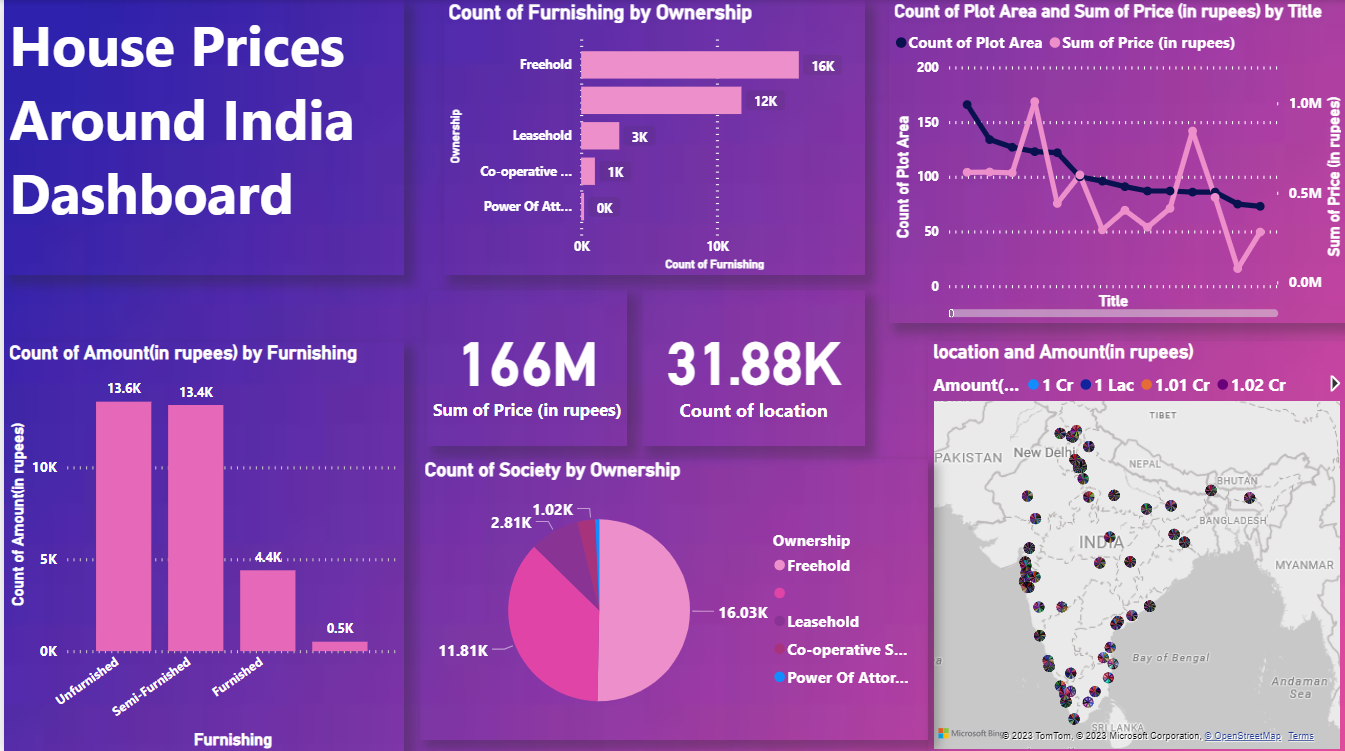 House Prices
Around India
Dashboard
Count of Furnishing by Ownership
Ownership
Freehold
16K
12K
Leasehold
3K
Co-operative ...
1K
Power Of Att...
0K
0K
10K
Count of Furnishing
Count of Plot Area and Sum of Price (in rupees) by Title
Count of Plot Area
Sum of Price (in rupees)
Count of Plot Area
200
150
100
50
0
1.0M
0.5M
0.0M
Sum of Price (in rupees)
Title
0
Count of Amount(in rupees) by Furnishing
Count of Amount(in rupees)
10K
5K
0K
13.6K
13.4K
4.4K
0.5K
Unfurnished
Semi-Furnished
Furnished
Furnishing
166M
Sum of Price (in rupees)
31.88K
Count of location
Count of Society by Ownership
1.02K
2.81K
11.81K
16.03K
Ownership
Freehold
Leasehold
Co-operative S...
Power Of Attor...
location and Amount(in rupees)
Amount(... 1 Cr 1 Lac 1.01 Cr 1.02 Cr
TIBET
PAKISTAN
New Delhi
NEPAL
BHUTAN
BANGLADESH
INDIA
MYANMAR
a
Bay of Bengal
Andaman
Sea
SRI LANKA
Microsoft Bing
© 2023 TomTom, © 2023 Microsoft Corporation, © OpenStreetMap Terms